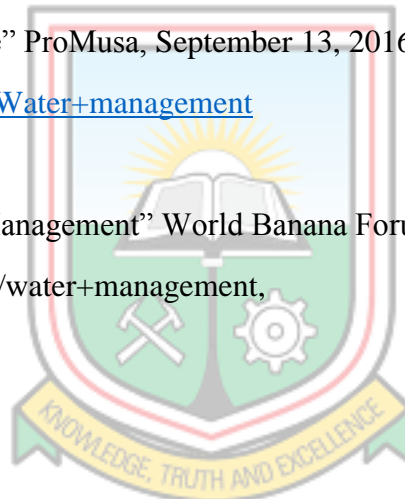 ” ProMusa, September 13, 2016
Water+management
anagement” World Banana Foru
/water+management,
KNOWLEDGE, TRUTH AND EXCELLENCE